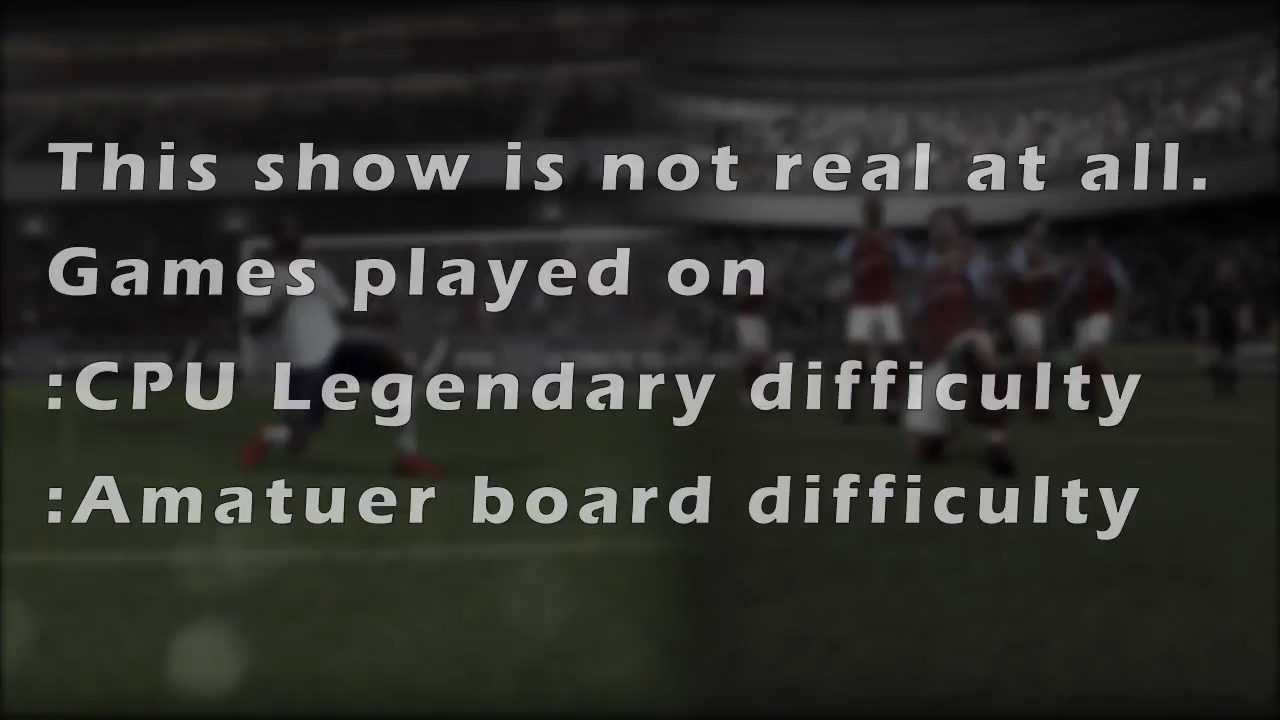 This show is not real at all.
Games played on
:CPU Legendary difficulty
:Amatuer board difficulty